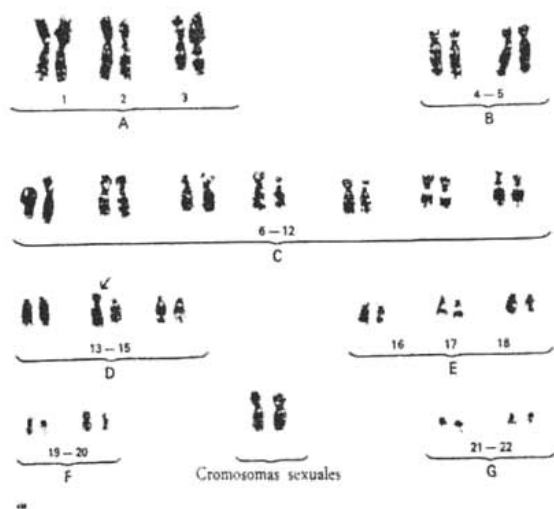 1 2 3
A
4 — 5
B
6 — 12
C
13 — 15
D
16 17 18
E
19 — 20
F
Cromosomas sexuales
21 — 22
G